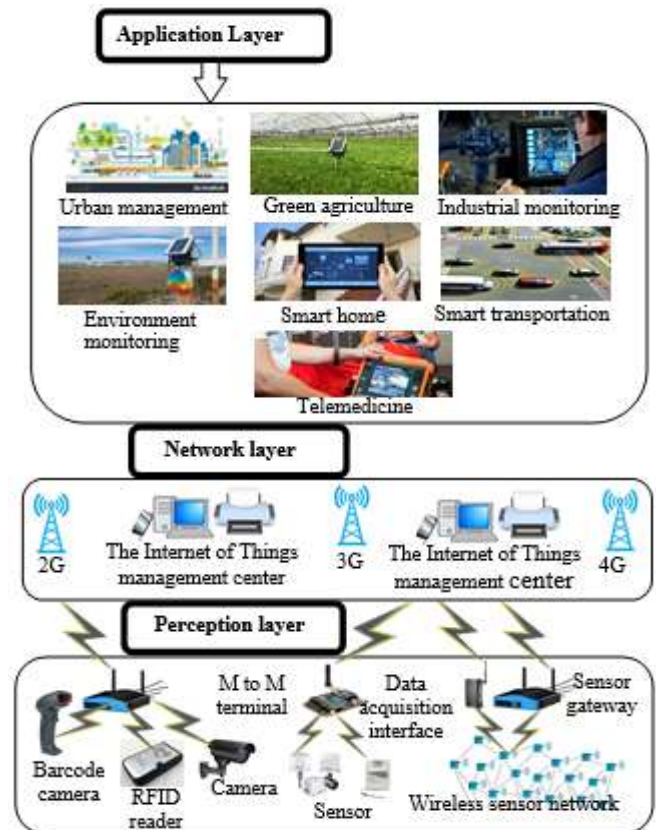 Application Layer
Urban management
Green agriculture
Industrial monitoring
Environment
monitoring
Smart home
Smart transportation
Telemedicine
Network layer
2G
The Internet of Things
management center
3G
The Internet of Things
management center
4G
Perception layer
M to M
terminal
Data
acquisition
interface
Sensor
gateway
Barcode
camera
RFID
reader
Camera
Sensor
Wireless sensor network